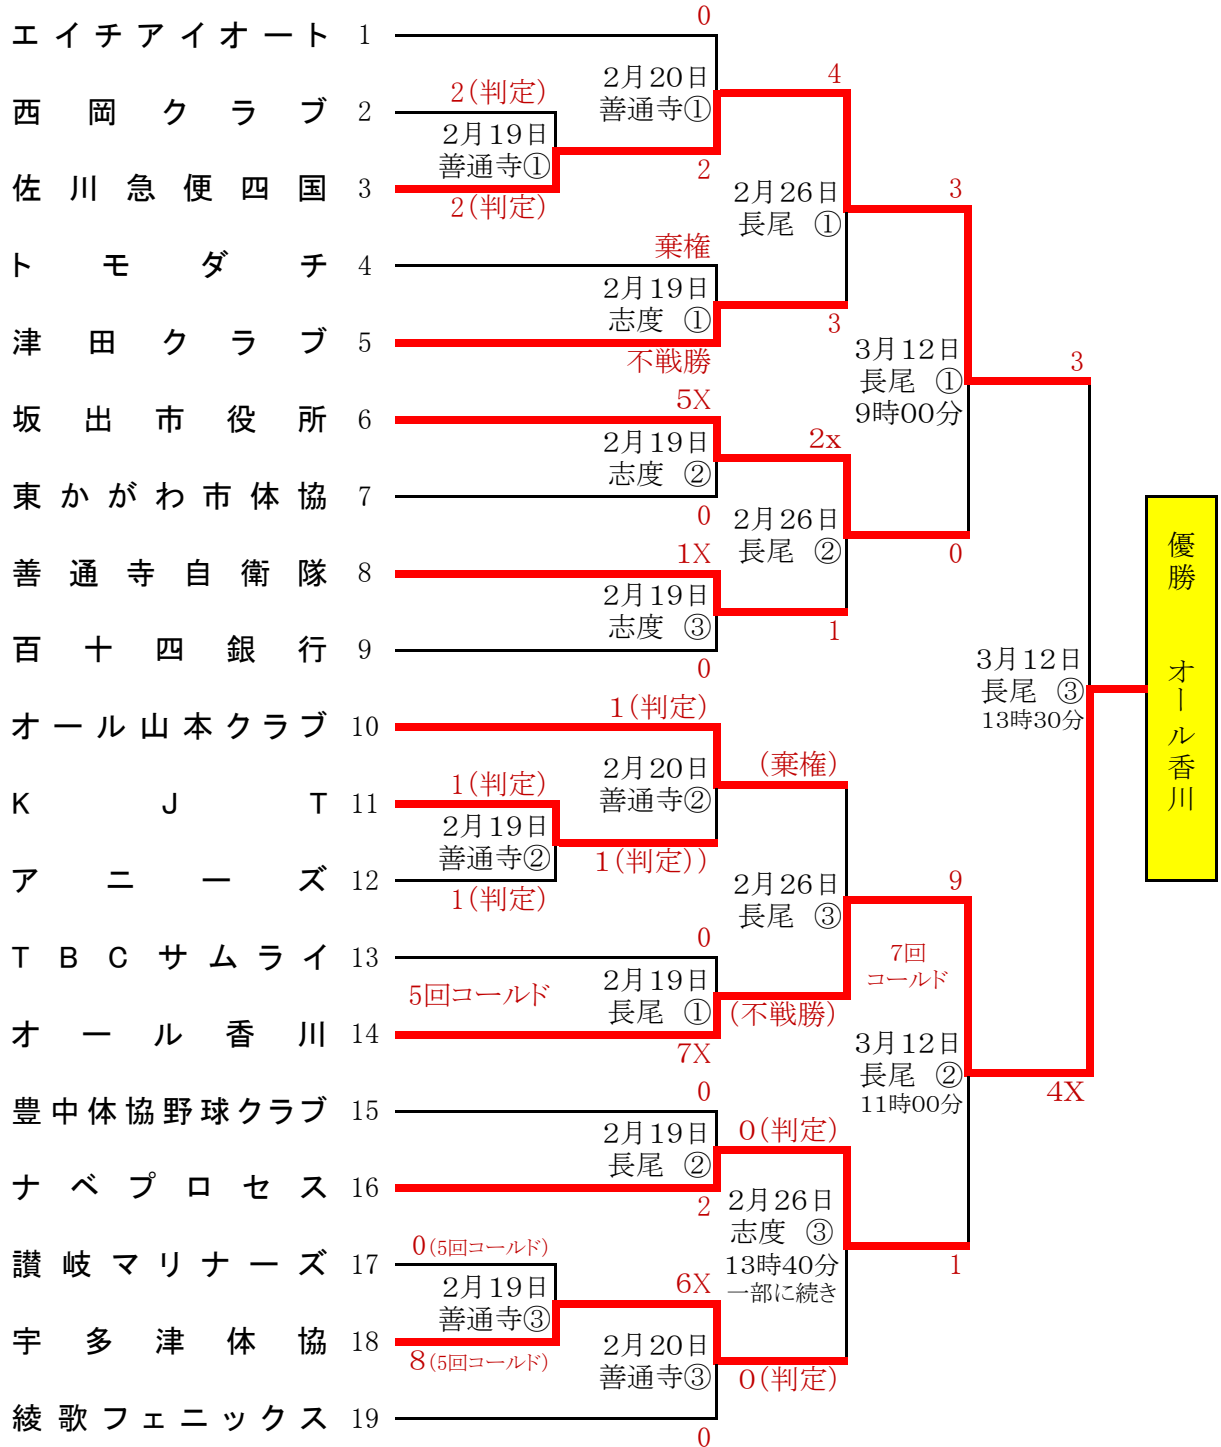 エイチアイオート 1
0
2月20日
善通寺①
4
西岡クラブ 2
2(判定)
2月19日
善通寺①
佐川急便四国 3
2(判定)
2
2月26日
長尾 ①
3
トモダチ 4
棄権
2月19日
志度 ①
津田クラブ 5
不戦勝
3
3月12日
長尾 ①
9時00分
3
坂出市役所 6
5X
2月19日
志度 ②
2x
東かがわ市体協 7
0
2月26日
長尾 ②
0
善通寺自衛隊 8
1X
2月19日
志度 ③
1
百十四銀行 9
0
3月12日
長尾 ③
13時30分
優勝 オール香川
オール山本クラブ 10
1(判定)
2月20日
善通寺②
(棄権)
KJT 11
1(判定)
2月19日
善通寺②
1(判定))
アニーズ 12
1(判定)
2月26日
長尾 ③
9
7回
コールド
TBCサムライ 13
0
5回コールド
2月19日
長尾 ①
(不戦勝)
オール香川 14
7X
3月12日
長尾 ②
11時00分
4X
豊中体協野球クラブ 15
0
2月19日
長尾 ②
0(判定)
ナベプロセス 16
2
2月26日
志度 ③
13時40分
一部に続き
1
讃岐マリナーズ 17
0(5回コールド)
2月19日
善通寺③
6X
宇多津体協 18
8(5回コールド)
2月20日
善通寺③
0(判定)
綾歌フェニックス 19
0